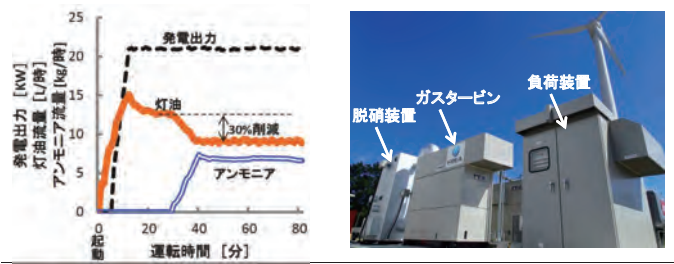 発電出力 [KW]
灯油流量 [L/時]
アンモニア流量 [kg/時]
25
20
15
10
5
0
発電出力
灯油
30%削減
アンモニア
0
20
40
60
80
起動
運転時間 [分]
脱硝装置
ガスタービン
負荷装置